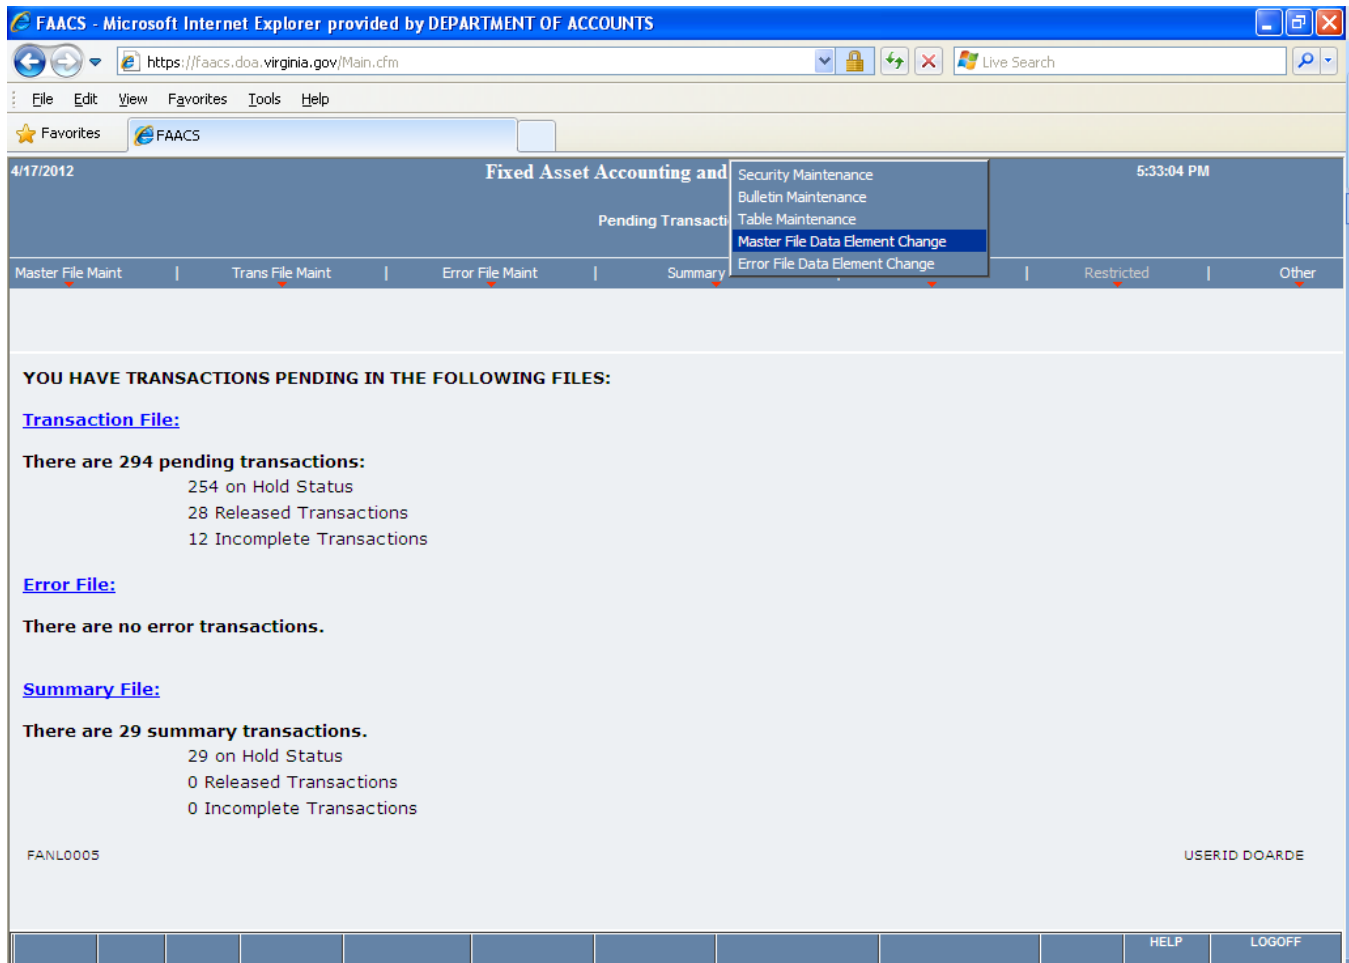 FAACS - Microsoft Internet Explorer provided by DEPARTMENT OF ACCOUNTS
https://faacs.doa.virginia.gov/Main.cfm
Live Search
File Edit View Favorites Tools Help
Favorites FAACS
4/17/2012 Fixed Asset Accounting and 5:33:04 PM
Pending Transacti
Security Maintenance
Bulletin Maintenance
Table Maintenance
Master File Data Element Change
Error File Data Element Change
Master File Maint | Trans File Maint | Error File Maint | Summary | Restricted | Other
YOU HAVE TRANSACTIONS PENDING IN THE FOLLOWING FILES:
Transaction File:
There are 294 pending transactions:
254 on Hold Status
28 Released Transactions
12 Incomplete Transactions
Error File:
There are no error transactions.
Summary File:
There are 29 summary transactions.
29 on Hold Status
0 Released Transactions
0 Incomplete Transactions
FANL0005 USERID DOARDE
HELP LOGOFF